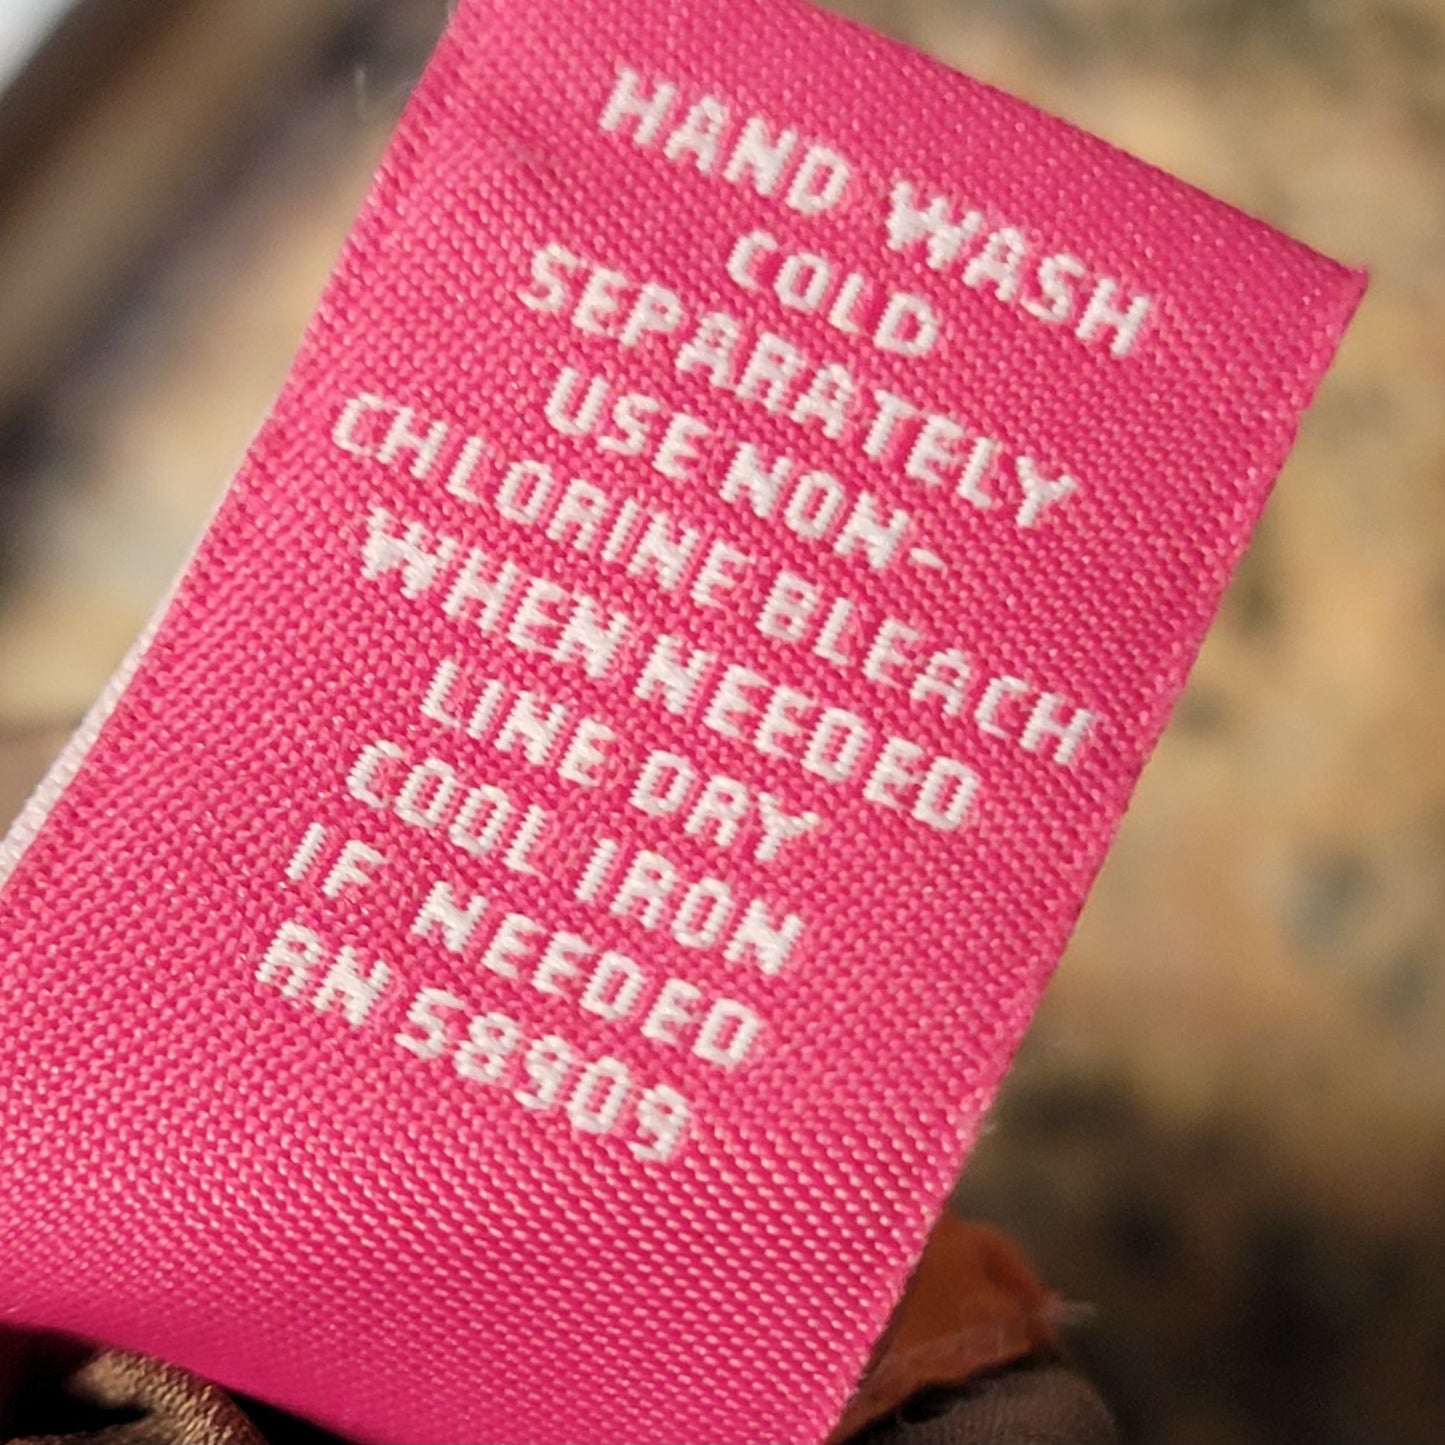 HAND WASH
COLD
SEPARATELY
USE NON-
CHLORINE BLEACH
WHEN NEEDED
LINE DRY
COOL IRON
IF NEEDED
RN 58909